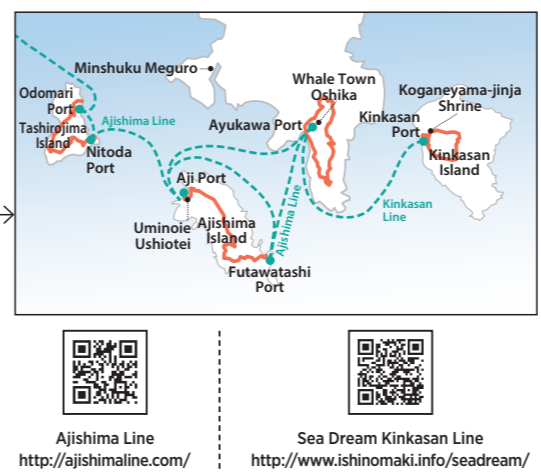 Minshuku Meguro
Odomari
Port
Tashirojima
Island
Ajishima Line
Nitoda
Port
Whale Town
Oshika
Ayukawa Port
Koganeyama-jinja
Shrine
Kinkasan
Port
Kinkasan
Island
Kinkasan
Line
Aji Port
Uminoie
Ushiotei
Ajishima
Island
Ajishima Line
Futawatashi
Port
Ajishima Line
http://ajishimaline.com/
Sea Dream Kinkasan Line
http://www.ishinomaki.info/seadream/